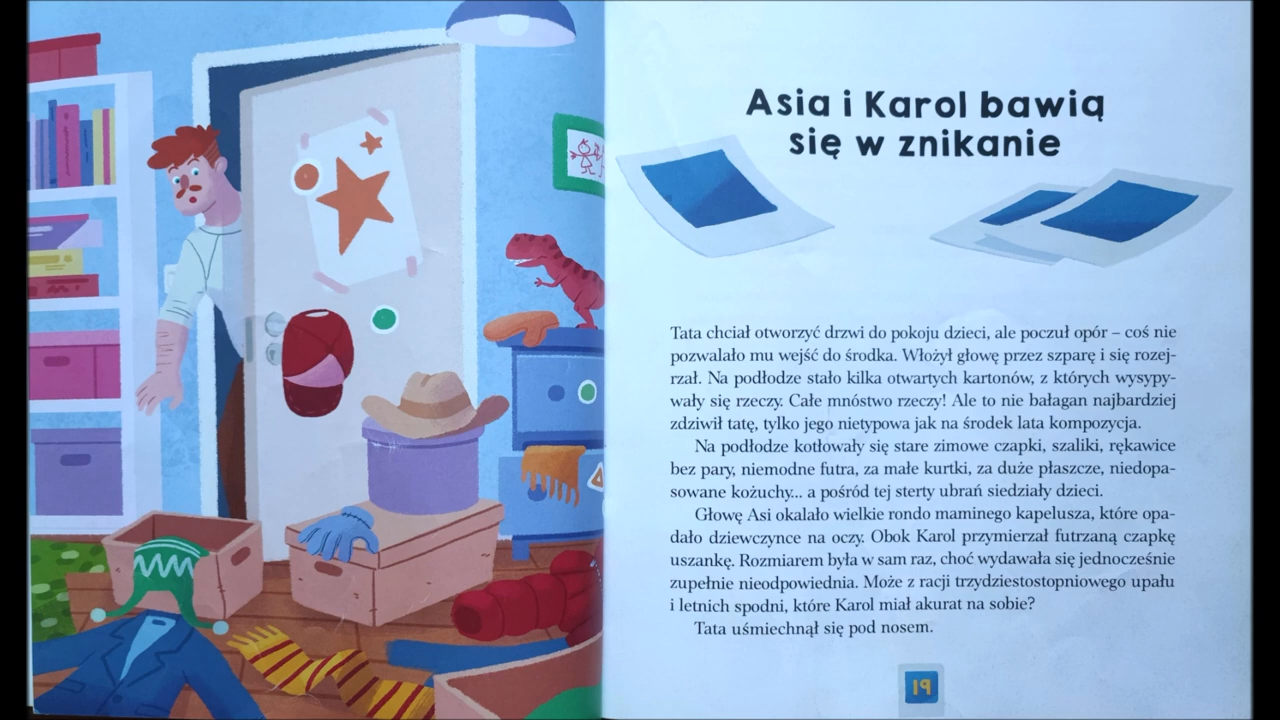 Asia i Karol bawią
się w znikanie
Tata chciał otworzyć drzwi do pokoju dzieci, ale poczuł opór – coś nie
pozwalało mu wejść do środka. Włożył głowę przez szparę i się rozej-
rzał. Na podłodze stało kilka otwartych kartonów, z których wysypy-
wały się rzeczy. Całe mnóstwo rzeczy! Ale to nie bałagan najbardziej
zdziwił tatę, tylko jego nietypowa jak na środek lata kompozycja.
Na podłodze kotłowały się stare zimowe czapki, szaliki, rękawice
bez pary, niemodne futra, za małe kurtki, za duże płaszcze, niedopa-
sowane kożuchy... a pośród tej sterty ubrań siedziały dzieci.
Głowę Asi okalało wielkie rondo maminego kapelusza, które opa-
dało dziewczynce na oczy. Obok Karol przymierzał futrzaną czapkę
uszankę. Rozmiarem była w sam raz, choć wydawała się jednocześnie
zupełnie nieodpowiednia. Może z racji trzydziestostopniowego upału
i letnich spodni, które Karol miał akurat na sobie?
Tata uśmiechnął się pod nosem.
19